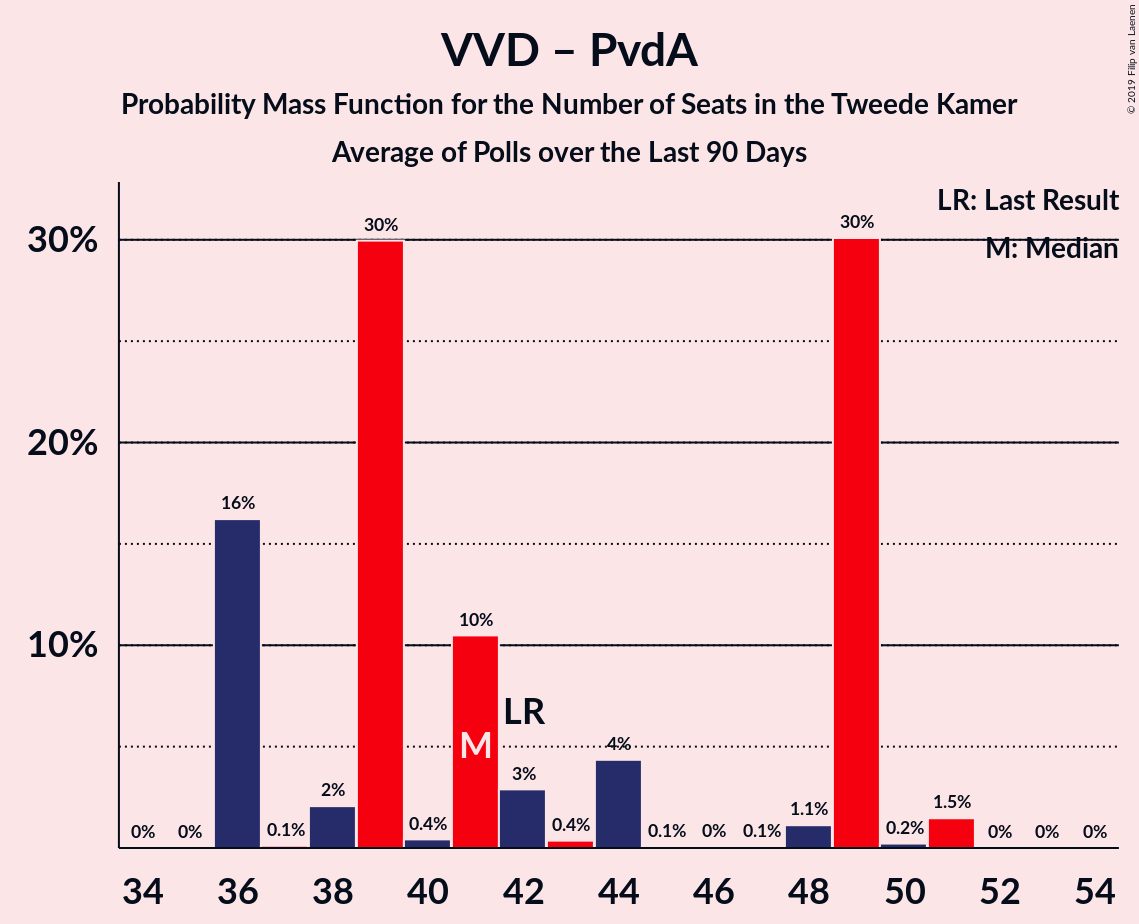 VVD – PvdA
Probability Mass Function for the Number of Seats in the Tweede Kamer
Average of Polls over the Last 90 Days
© 2019 Filip van Laenen
LR: Last Result
M: Median
30%
20%
10%
0%
0%
16%
0.1%
2%
30%
0.4%
10%
3%
0.4%
4%
0.1%
0%
0.1%
1.1%
30%
0.2%
1.5%
0%
0%
0%
LR
M
34 36 38 40 42 44 46 48 50 52 54